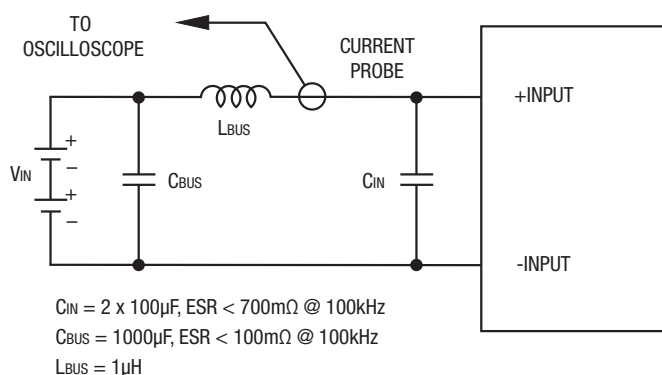 TO
OSCILLOSCOPE
CURRENT
PROBE
+INPUT
LBUS
+
VIN
−
+
−
CBUS
CIN
-INPUT
CIN = 2 x 100µF, ESR < 700mΩ @ 100kHz
CBUS = 1000µF, ESR < 100mΩ @ 100kHz
LBUS = 1µH